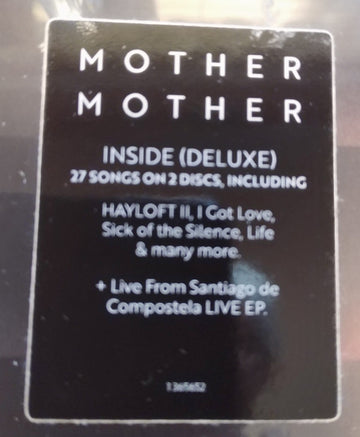 MOTHER
MOTHER
INSIDE (DELUXE)
27 SONGS ON 2 DISCS, INCLUDING
HAYLOFT II, I Got Love,
Sick of the Silence, Life
& many more.
+ Live From Santiago de
Compostela LIVE EP.